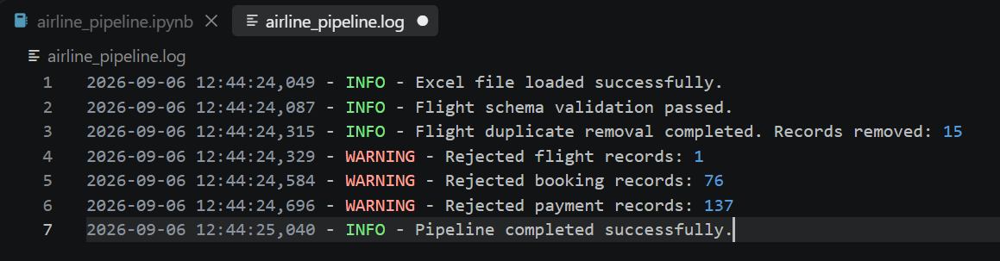 airline_pipeline.ipynb airline_pipeline.log
airline_pipeline.log
1 2026-09-06 12:44:24,049 - INFO - Excel file loaded successfully.
2 2026-09-06 12:44:24,087 - INFO - Flight schema validation passed.
3 2026-09-06 12:44:24,315 - INFO - Flight duplicate removal completed. Records removed: 15
4 2026-09-06 12:44:24,329 - WARNING - Rejected flight records: 1
5 2026-09-06 12:44:24,584 - WARNING - Rejected booking records: 76
6 2026-09-06 12:44:24,696 - WARNING - Rejected payment records: 137
7 2026-09-06 12:44:25,040 - INFO - Pipeline completed successfully.